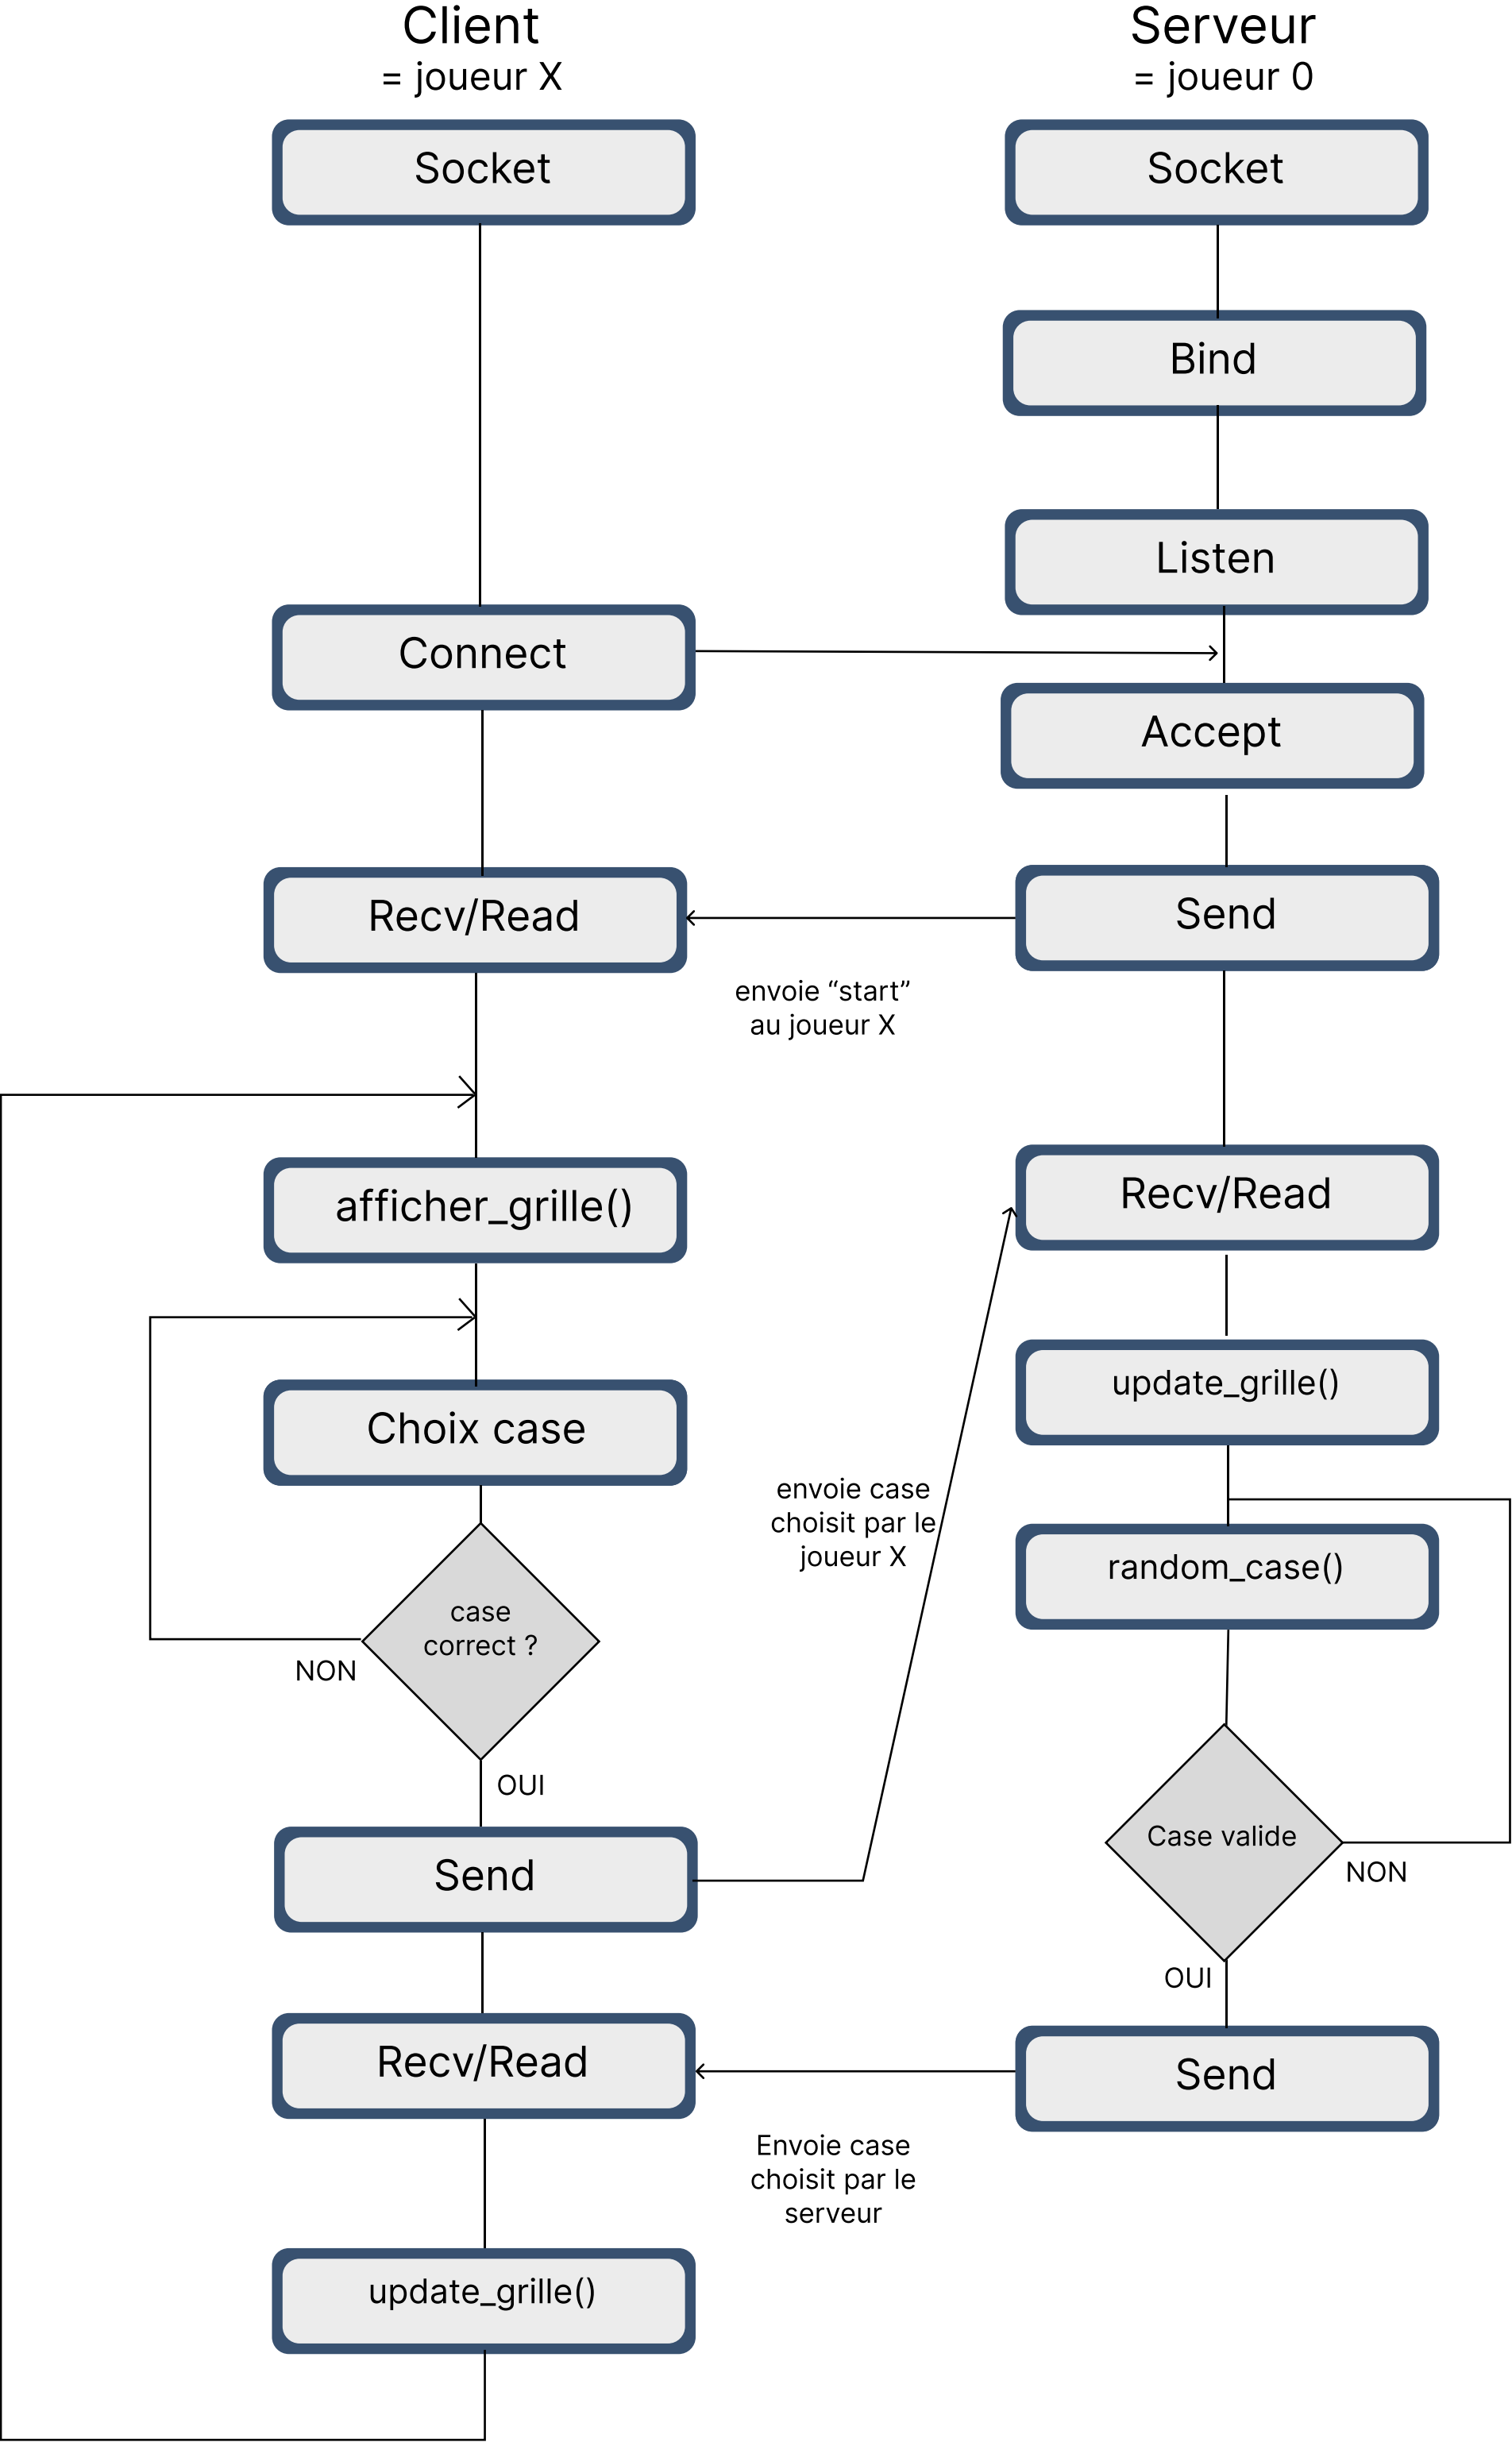 Client
= joueur X
Serveur
= joueur 0
Socket
Socket
Bind
Listen
Connect
Accept
Recv/Read
Send
envoie “start”
au joueur X
afficher_grille()
Recv/Read
update_grille()
Choix case
envoie case
choisit par le
joueur X
random_case()
case
correct ?
NON
OUI
Case valide
NON
OUI
Send
Recv/Read
Send
Envoie case
choisit par le
serveur
update_grille()